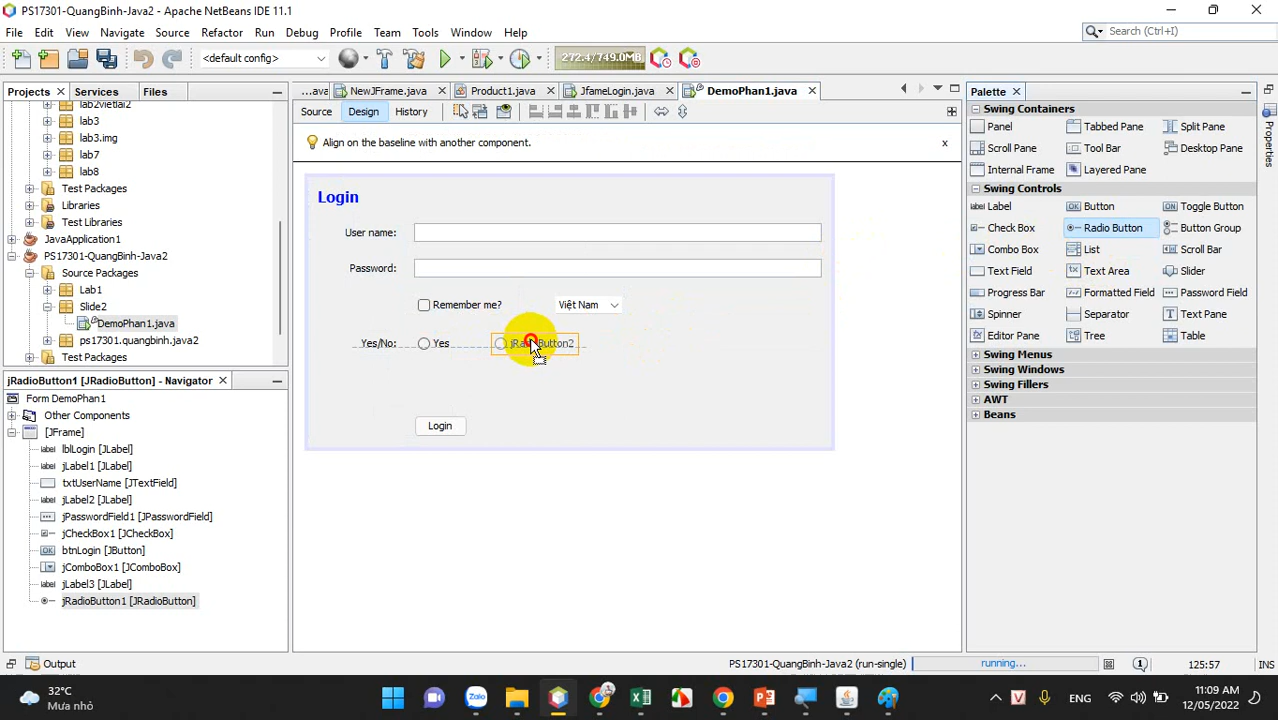 PS17301-QuangBinh-Java2 - Apache NetBeans IDE 11.1
File Edit View Navigate Source Refactor Run Debug Profile Team Tools Window Help
Search (Ctrl+I)
<default config>
272.4/749.0MB
Projects Services Files
...ava NewJFrame.java Product1.java JfameLogin.java DemoPhan1.java
Palette
Source Design History
Align on the baseline with another component.
lab2vietlai2
lab3
lab3.img
lab7
lab8
Test Packages
Libraries
Test Libraries
JavaApplication1
PS17301-QuangBinh-Java2
Source Packages
Lab1
Slide2
DemoPhan1.java
ps17301.quangbinh.java2
Test Packages
jRadioButton1 [JRadioButton] - Navigator
Form DemoPhan1
Other Components
[JFrame]
lblLogin [JLabel]
jLabel1 [JLabel]
txtUserName [JTextField]
jLabel2 [JLabel]
jPasswordField1 [JPasswordField]
jCheckBox1 [JCheckBox]
btnLogin [JButton]
jComboBox1 [JComboBox]
jLabel3 [JLabel]
jRadioButton1 [JRadioButton]
Login
User name:
Password:
Remember me? Việt Nam
Yes/No: Yes jRadioButton2
Login
Swing Containers
Panel Tabbed Pane Split Pane
Scroll Pane Tool Bar Desktop Pane
Internal Frame Layered Pane
Swing Controls
Label Button Toggle Button
Check Box Radio Button Button Group
Combo Box List Scroll Bar
Text Field Text Area Slider
Progress Bar Formatted Field Password Field
Spinner Separator Text Pane
Editor Pane Tree Table
Swing Menus
Swing Windows
Swing Fillers
AWT
Beans
Properties
Output
PS17301-QuangBinh-Java2 (run-single) running... 1 125:57 INS
32°C
Mưa nhỏ
Zalo
ENG
11:09 AM
12/05/2022